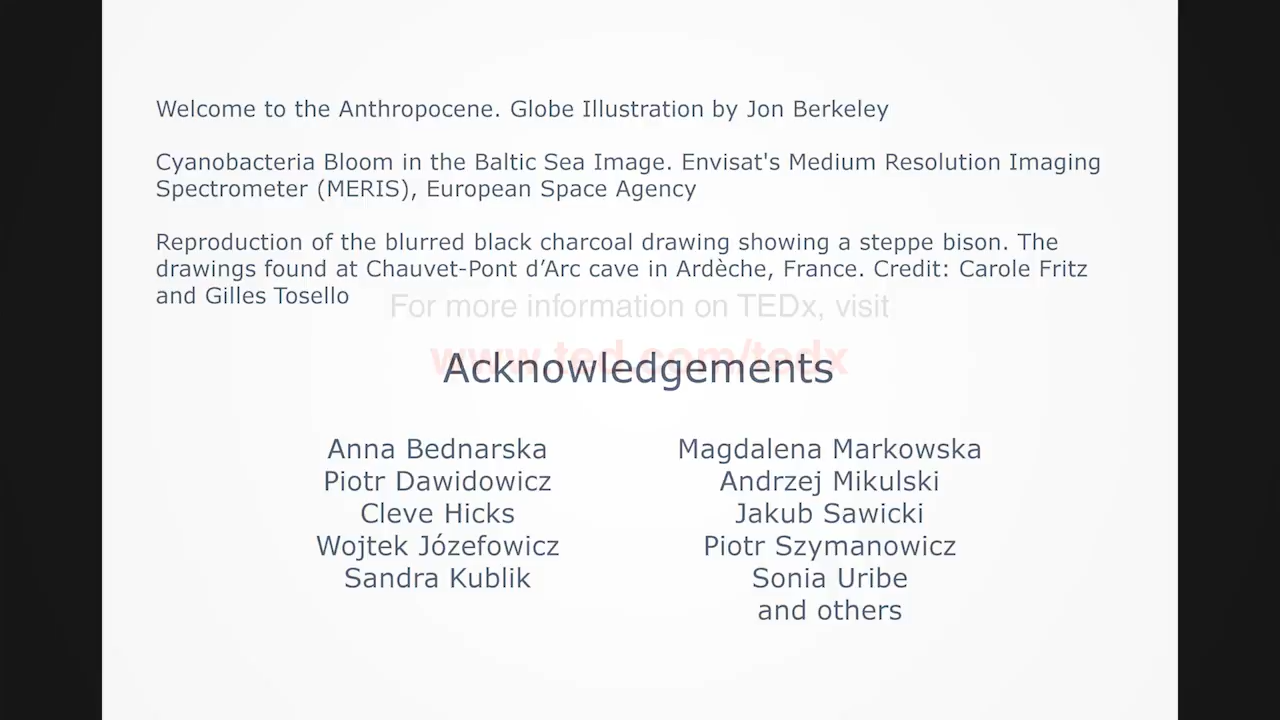 Welcome to the Anthropocene. Globe Illustration by Jon Berkeley
Cyanobacteria Bloom in the Baltic Sea Image. Envisat's Medium Resolution Imaging
Spectrometer (MERIS), European Space Agency
Reproduction of the blurred black charcoal drawing showing a steppe bison. The
drawings found at Chauvet-Pont d’Arc cave in Ardèche, France. Credit: Carole Fritz
and Gilles Tosello
For more information on TEDx, visit
www.ted.com/tedx
Acknowledgements
Anna Bednarska
Piotr Dawidowicz
Cleve Hicks
Wojtek Józefowicz
Sandra Kublik
Magdalena Markowska
Andrzej Mikulski
Jakub Sawicki
Piotr Szymanowicz
Sonia Uribe
and others